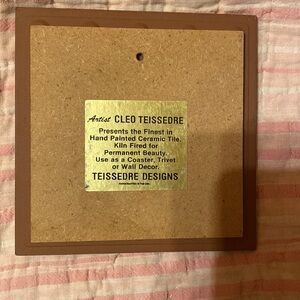 Artist CLEO TEISSEDRE
Presents the Finest in
Hand Painted Ceramic Tile.
Kiln Fired for
Permanent Beauty.
Use as a Coaster, Trivet
or Wall Decor.
TEISSEDRE DESIGNS